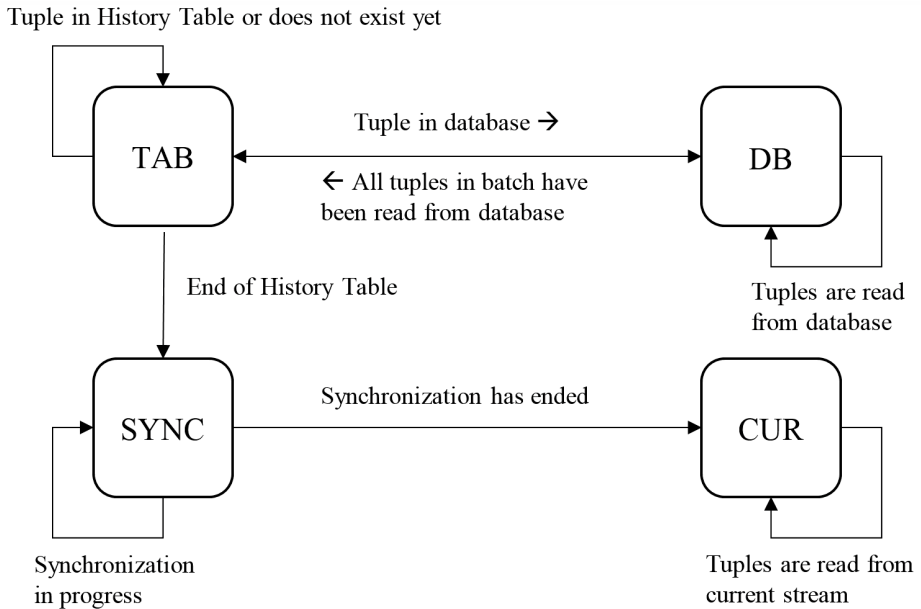 Tuple in History Table or does not exist yet
TAB
Tuple in database →
← All tuples in batch have
been read from database
DB
Tuples are read
from database
End of History Table
SYNC
Synchronization has ended
CUR
Synchronization
in progress
Tuples are read from
current stream